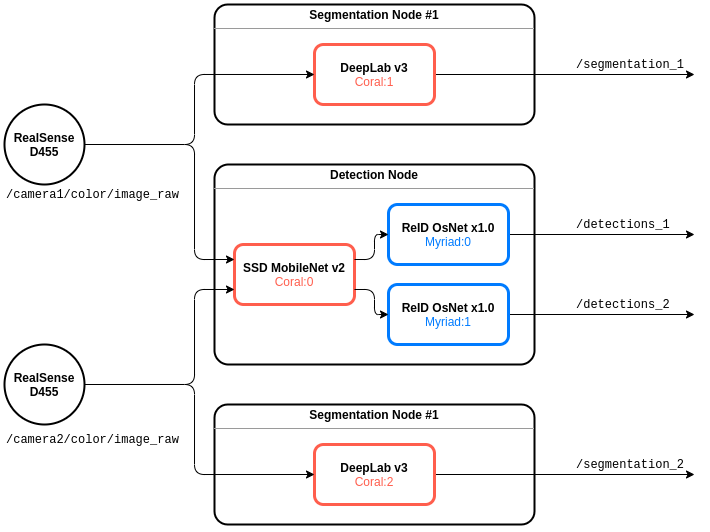 Segmentation Node #1
DeepLab v3
Coral:1
/segmentation_1
RealSense
D455
/camera1/color/image_raw
Detection Node
SSD MobileNet v2
Coral:0
ReID OsNet x1.0
Myriad:0
/detections_1
ReID OsNet x1.0
Myriad:1
/detections_2
RealSense
D455
/camera2/color/image_raw
Segmentation Node #1
DeepLab v3
Coral:2
/segmentation_2